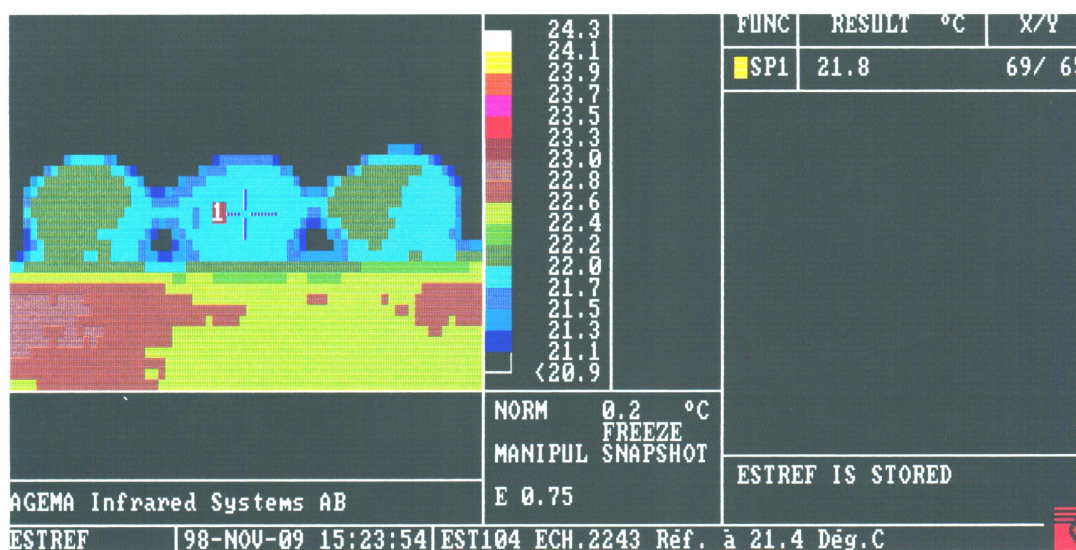 FUNC RESULT ºC X/Y
SP1 21.8 69/
1
24.3
24.1
23.9
23.7
23.5
23.3
23.0
22.8
22.6
22.4
22.2
22.0
21.7
21.5
21.3
21.1
<20.9
NORM 0.2 ºC
FREEZE
MANIPUL SNAPSHOT
E 0.75
ESTREF IS STORED
AGEMA Infrared Systems AB
ESTREF 98-NOV-09 15:23:54 EST104 ECH.2243 Réf. à 21.4 Dég.C